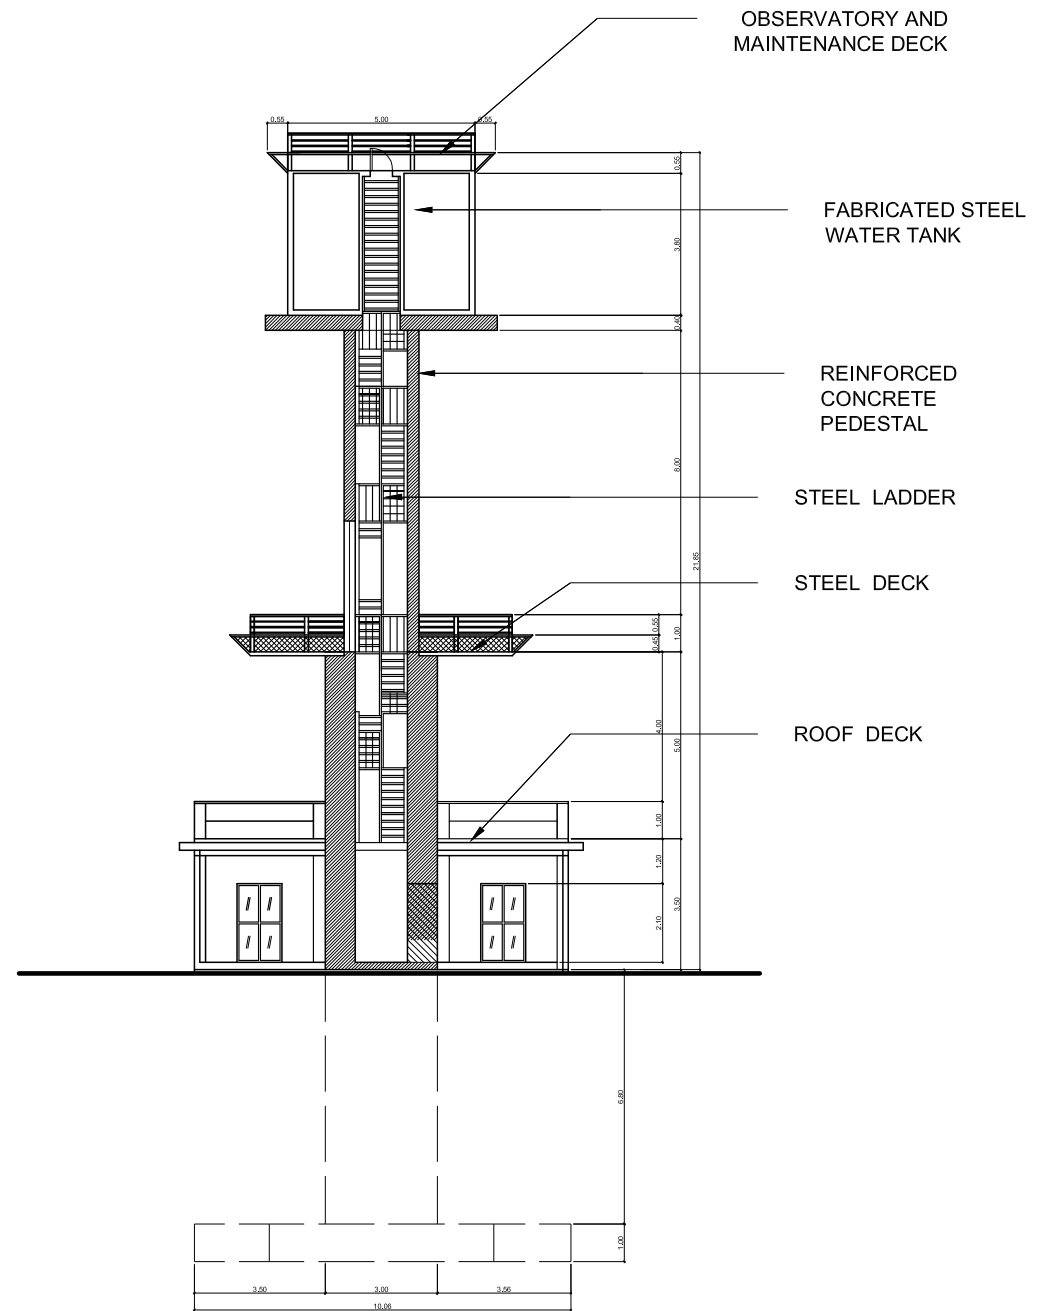 OBSERVATORY AND
MAINTENANCE DECK
0.55
5.00
0.55
0.55
FABRICATED STEEL
WATER TANK
3.80
0.40
REINFORCED
CONCRETE
PEDESTAL
8.00
STEEL LADDER
21.85
STEEL DECK
0.55
1.00
0.45
4.00
ROOF DECK
5.00
1.00
1.20
3.50
2.10
6.80
1.00
3.50
3.00
3.56
10.06